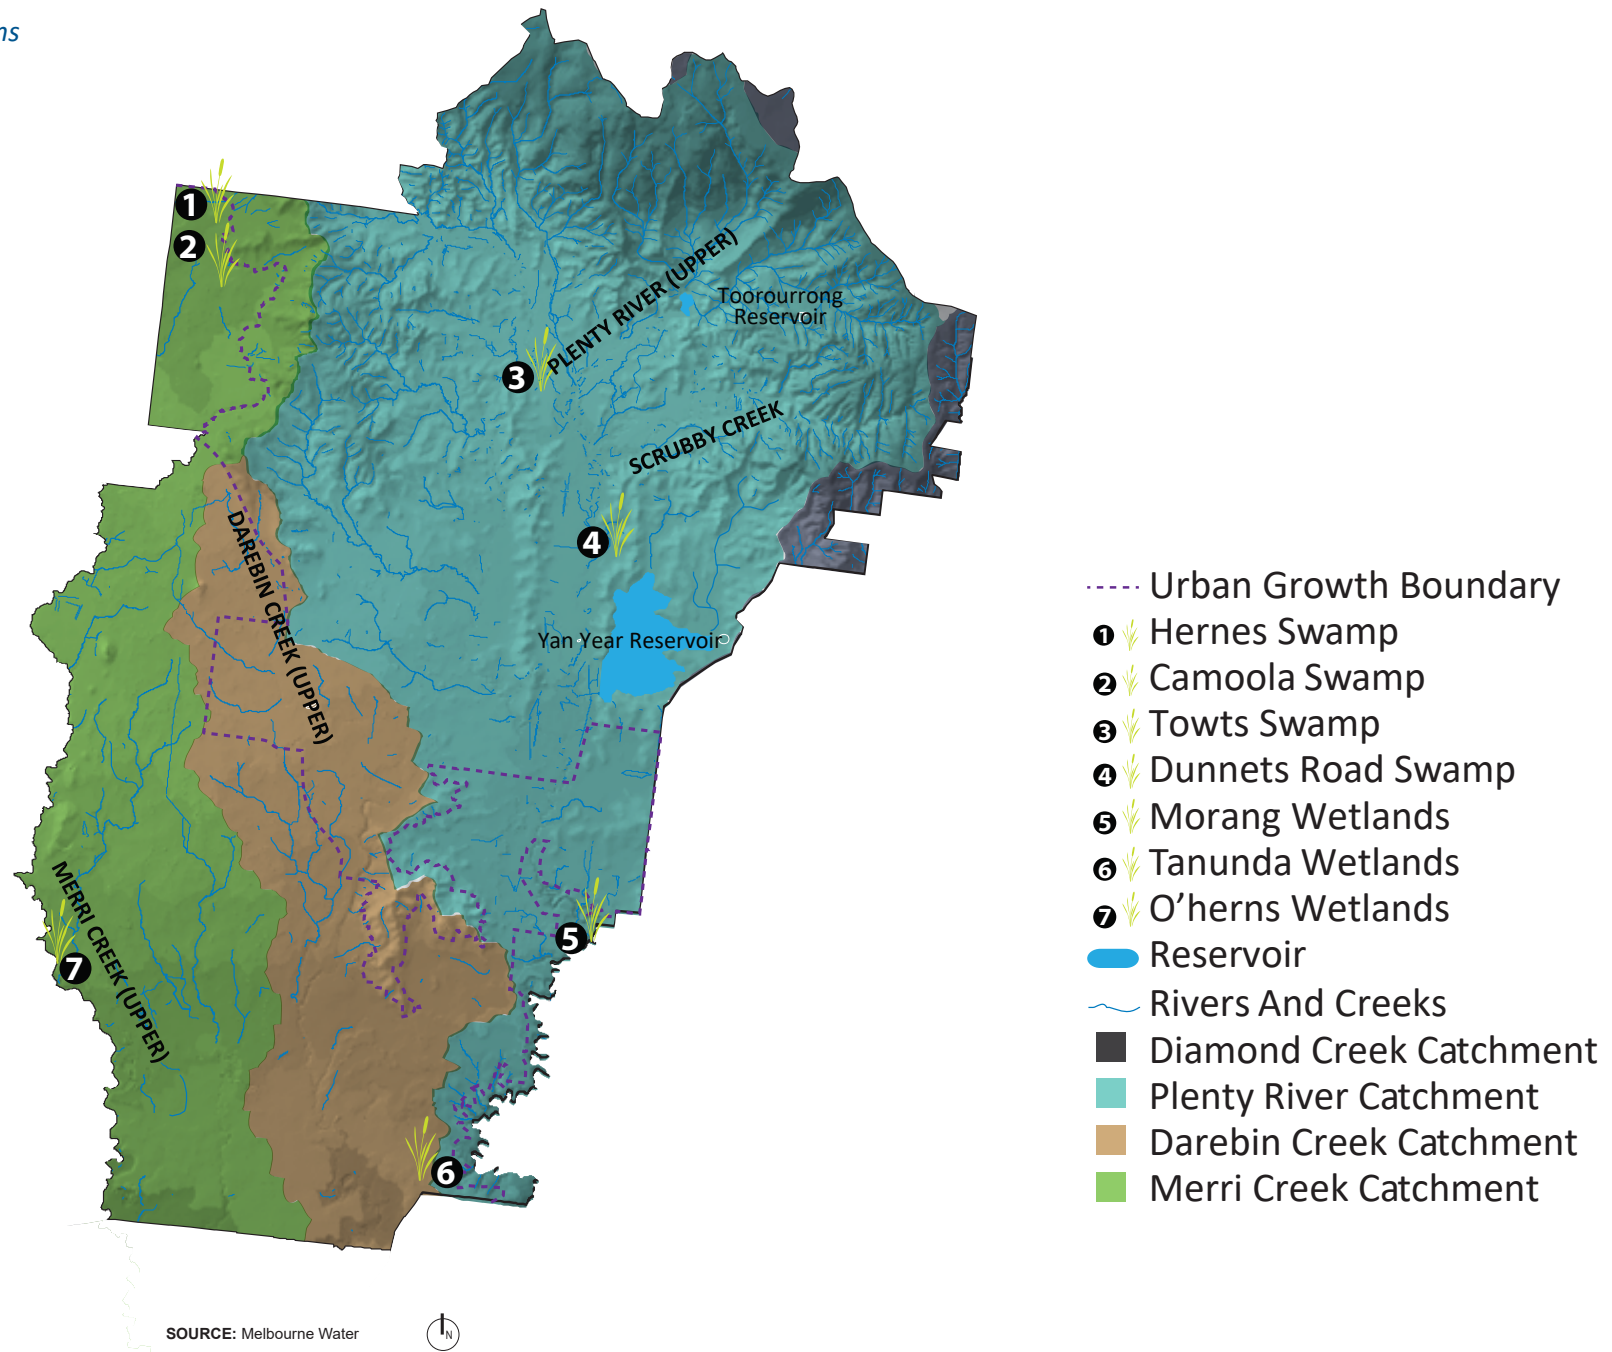 ns
1
2
PLENTY RIVER (UPPER)
Toorourrong
Reservoir
3
SCRUBBY CREEK
DAREBIN CREEK (UPPER)
4
Yan Year Reservoir
MERRI CREEK (UPPER)
5
7
6
Urban Growth Boundary
1 Hernes Swamp
2 Camoola Swamp
3 Towts Swamp
4 Dunnets Road Swamp
5 Morang Wetlands
6 Tanunda Wetlands
7 O’herns Wetlands
Reservoir
Rivers And Creeks
Diamond Creek Catchment
Plenty River Catchment
Darebin Creek Catchment
Merri Creek Catchment
SOURCE: Melbourne Water
N